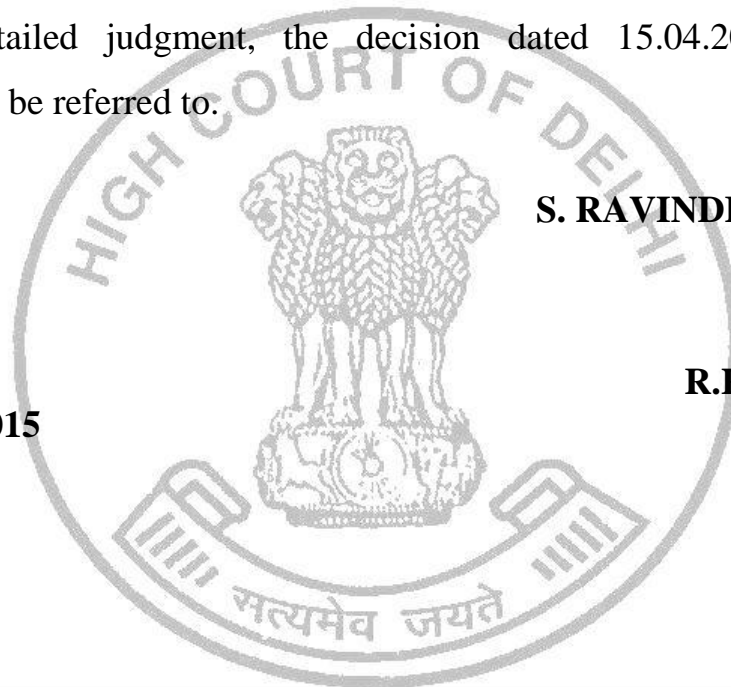 tailed judgment, the decision dated 15.04.20
be referred to.
HIGH COURT OF DELHI
S. RAVINDI
R.I
015
सत्यमेव जयते